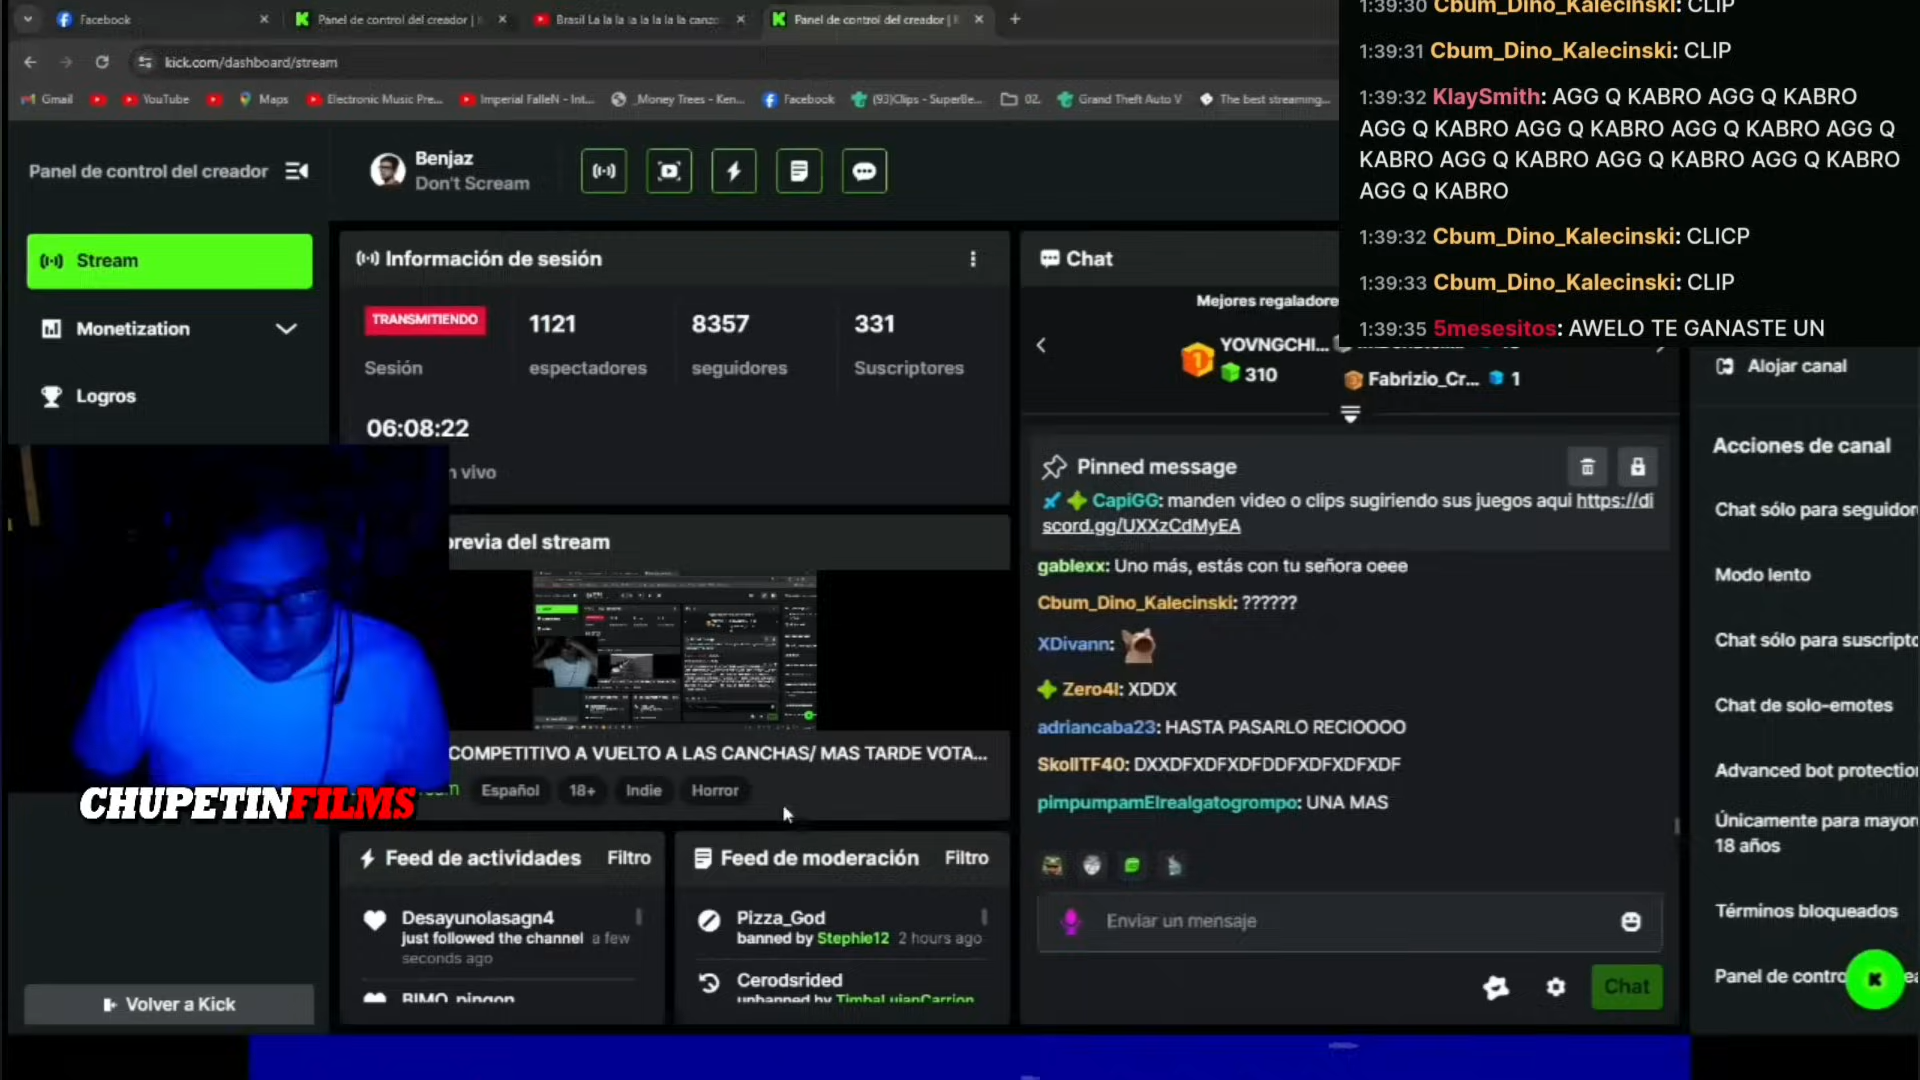 Facebook
Panel de control del creador |
Brasil La la la la la la la canzo
Panel de control del creador |
kick.com/dashboard/stream
Gmail
YouTube
Maps
Electronic Music Pre...
Imperial FalleN - Int...
_Money Trees - Ken...
Facebook
(93)Clips - SuperBe...
02.
Grand Theft Auto V
The best streaming...
1:39:30 Cbum_Dino_Kalecinski: CLIP
1:39:31 Cbum_Dino_Kalecinski: CLIP
1:39:32 KlaySmith: AGG Q KABRO AGG Q KABRO
AGG Q KABRO AGG Q KABRO AGG Q KABRO AGG Q
KABRO AGG Q KABRO AGG Q KABRO AGG Q KABRO
AGG Q KABRO
1:39:32 Cbum_Dino_Kalecinski: CLICP
1:39:33 Cbum_Dino_Kalecinski: CLIP
1:39:35 5mesesitos: AWELO TE GANASTE UN
Panel de control del creador
Benjaz
Don't Scream
Stream
Monetization
Logros
Información de sesión
TRANSMITIENDO
Sesión
1121
espectadores
8357
seguidores
331
Suscriptores
06:08:22
n vivo
previa del stream
COMPETITIVO A VUELTO A LAS CANCHAS/ MAS TARDE VOTA...
Español
18+
Indie
Horror
CHUPETINFILMS
Feed de actividades
Filtro
Desayunolasagn4
just followed the channel a few
seconds ago
BIMO_pingon
Feed de moderación
Filtro
Pizza_God
banned by Stephie12 2 hours ago
Cerodsrided
unbanned by TimbaLuianCarrion
Volver a Kick
Chat
Mejores regaladore
YOVNGCHI...
310
Fabrizio_Cr... 1
Pinned message
CapiGG: manden video o clips sugiriendo sus juegos aqui https://di
scord.gg/UXXzCdMyEA
gablexx: Uno más, estás con tu señora oeee
Cbum_Dino_Kalecinski: ??????
XDivann:
Zero4l: XDDX
adriancaba23: HASTA PASARLO RECIOOOO
SkollTF40: DXXDFXDFXDFDDFXDFXDFXDF
pimpumpamElrealgatogrompo: UNA MAS
Enviar un mensaje
Chat
Alojar canal
Acciones de canal
Chat sólo para seguidor
Modo lento
Chat sólo para suscripto
Chat de solo-emotes
Advanced bot protection
Únicamente para mayor
18 años
Términos bloqueados
Panel de contro